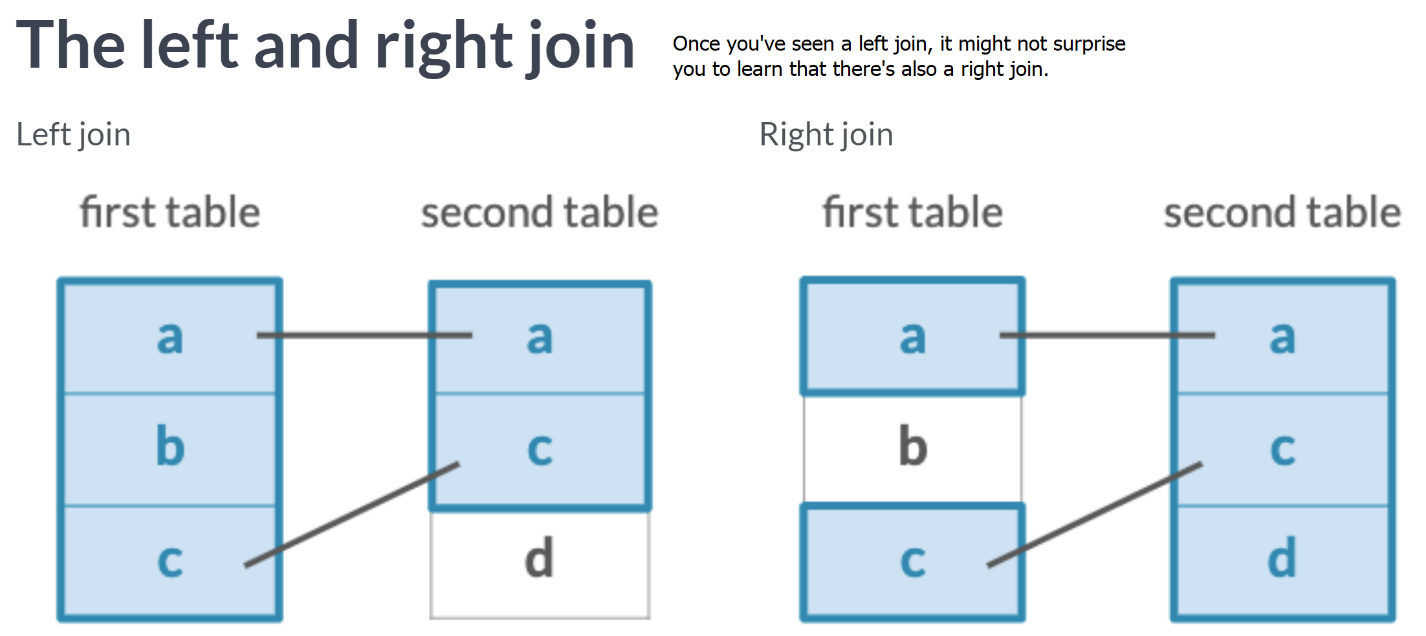 The left and right join
Once you've seen a left join, it might not surprise
you to learn that there's also a right join.
Left join
first table
second table
a
a
b
c
c
d
Right join
first table
second table
a
a
b
c
c
d